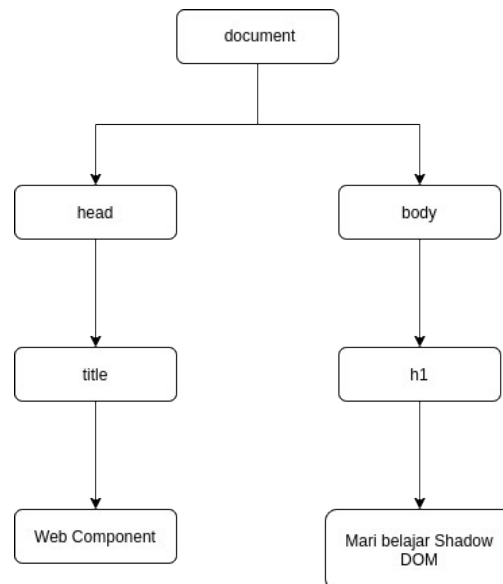 document
head
body
title
h1
Web Component
Mari belajar Shadow
DOM